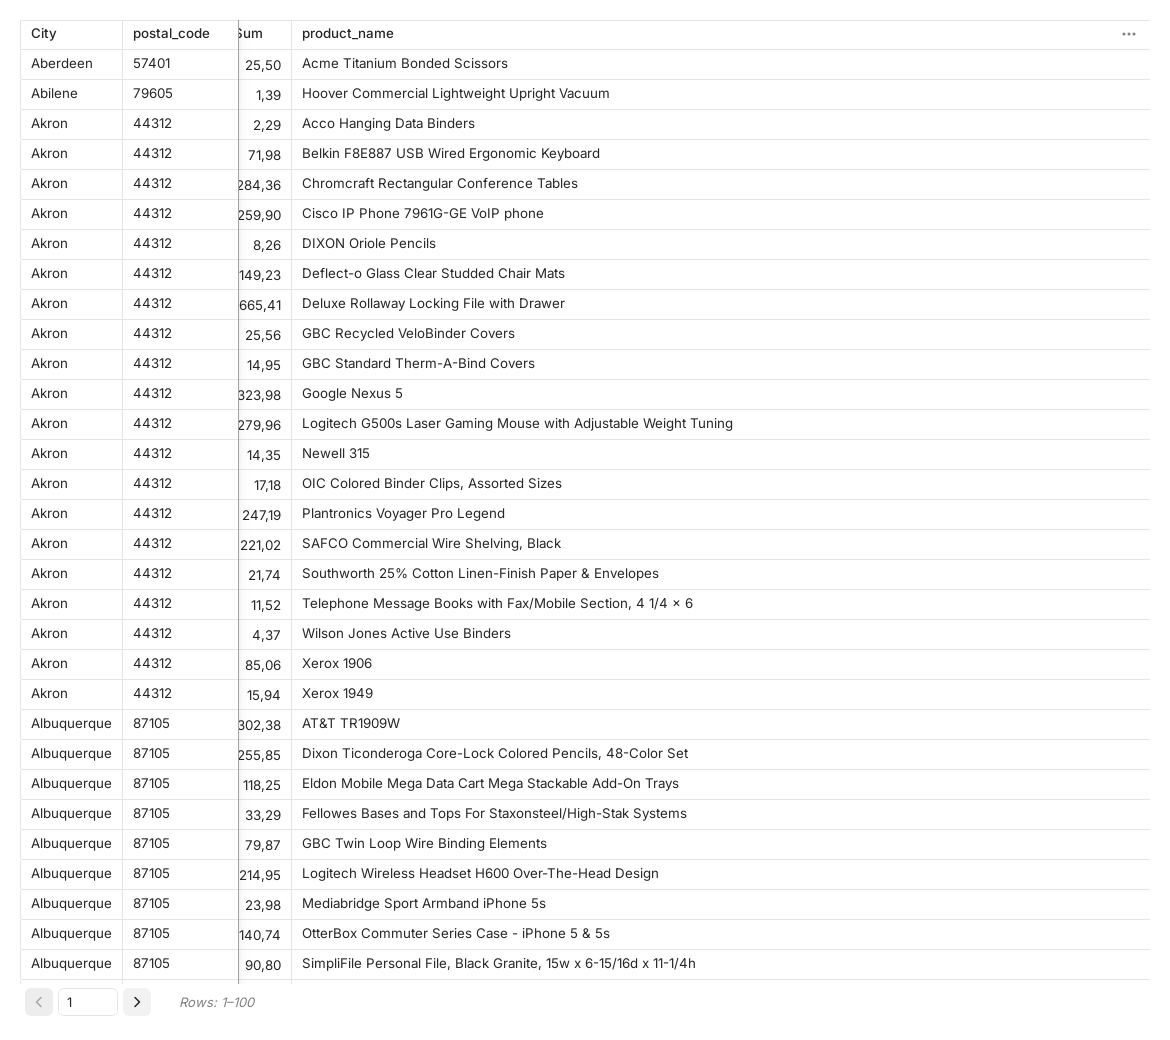 City postal_code Sum product_name
Aberdeen 57401 25,50 Acme Titanium Bonded Scissors
Abilene 79605 1,39 Hoover Commercial Lightweight Upright Vacuum
Akron 44312 2,29 Acco Hanging Data Binders
Akron 44312 71,98 Belkin F8E887 USB Wired Ergonomic Keyboard
Akron 44312 284,36 Chromcraft Rectangular Conference Tables
Akron 44312 259,90 Cisco IP Phone 7961G-GE VoIP phone
Akron 44312 8,26 DIXON Oriole Pencils
Akron 44312 149,23 Deflect-o Glass Clear Studded Chair Mats
Akron 44312 665,41 Deluxe Rollaway Locking File with Drawer
Akron 44312 25,56 GBC Recycled VeloBinder Covers
Akron 44312 14,95 GBC Standard Therm-A-Bind Covers
Akron 44312 323,98 Google Nexus 5
Akron 44312 279,96 Logitech G500s Laser Gaming Mouse with Adjustable Weight Tuning
Akron 44312 14,35 Newell 315
Akron 44312 17,18 OIC Colored Binder Clips, Assorted Sizes
Akron 44312 247,19 Plantronics Voyager Pro Legend
Akron 44312 221,02 SAFCO Commercial Wire Shelving, Black
Akron 44312 21,74 Southworth 25% Cotton Linen-Finish Paper & Envelopes
Akron 44312 11,52 Telephone Message Books with Fax/Mobile Section, 4 1/4 × 6
Akron 44312 4,37 Wilson Jones Active Use Binders
Akron 44312 85,06 Xerox 1906
Akron 44312 15,94 Xerox 1949
Albuquerque 87105 302,38 AT&T TR1909W
Albuquerque 87105 255,85 Dixon Ticonderoga Core-Lock Colored Pencils, 48-Color Set
Albuquerque 87105 118,25 Eldon Mobile Mega Data Cart Mega Stackable Add-On Trays
Albuquerque 87105 33,29 Fellowes Bases and Tops For Staxonsteel/High-Stak Systems
Albuquerque 87105 79,87 GBC Twin Loop Wire Binding Elements
Albuquerque 87105 214,95 Logitech Wireless Headset H600 Over-The-Head Design
Albuquerque 87105 23,98 Mediabridge Sport Armband iPhone 5s
Albuquerque 87105 140,74 OtterBox Commuter Series Case - iPhone 5 & 5s
Albuquerque 87105 90,80 SimpliFile Personal File, Black Granite, 15w x 6-15/16d x 11-1/4h
1 Rows: 1–100